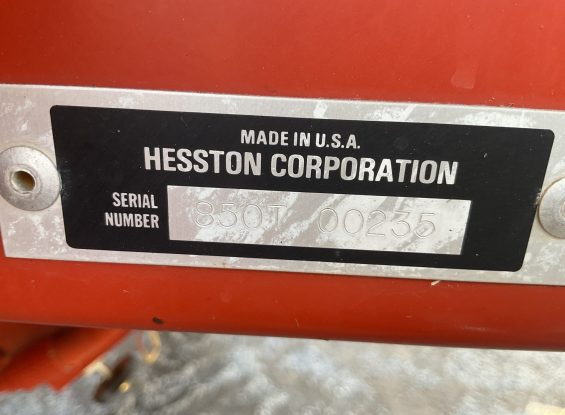 MADE IN U.S.A.
HESSTON CORPORATION
SERIAL
NUMBER
850T 00235